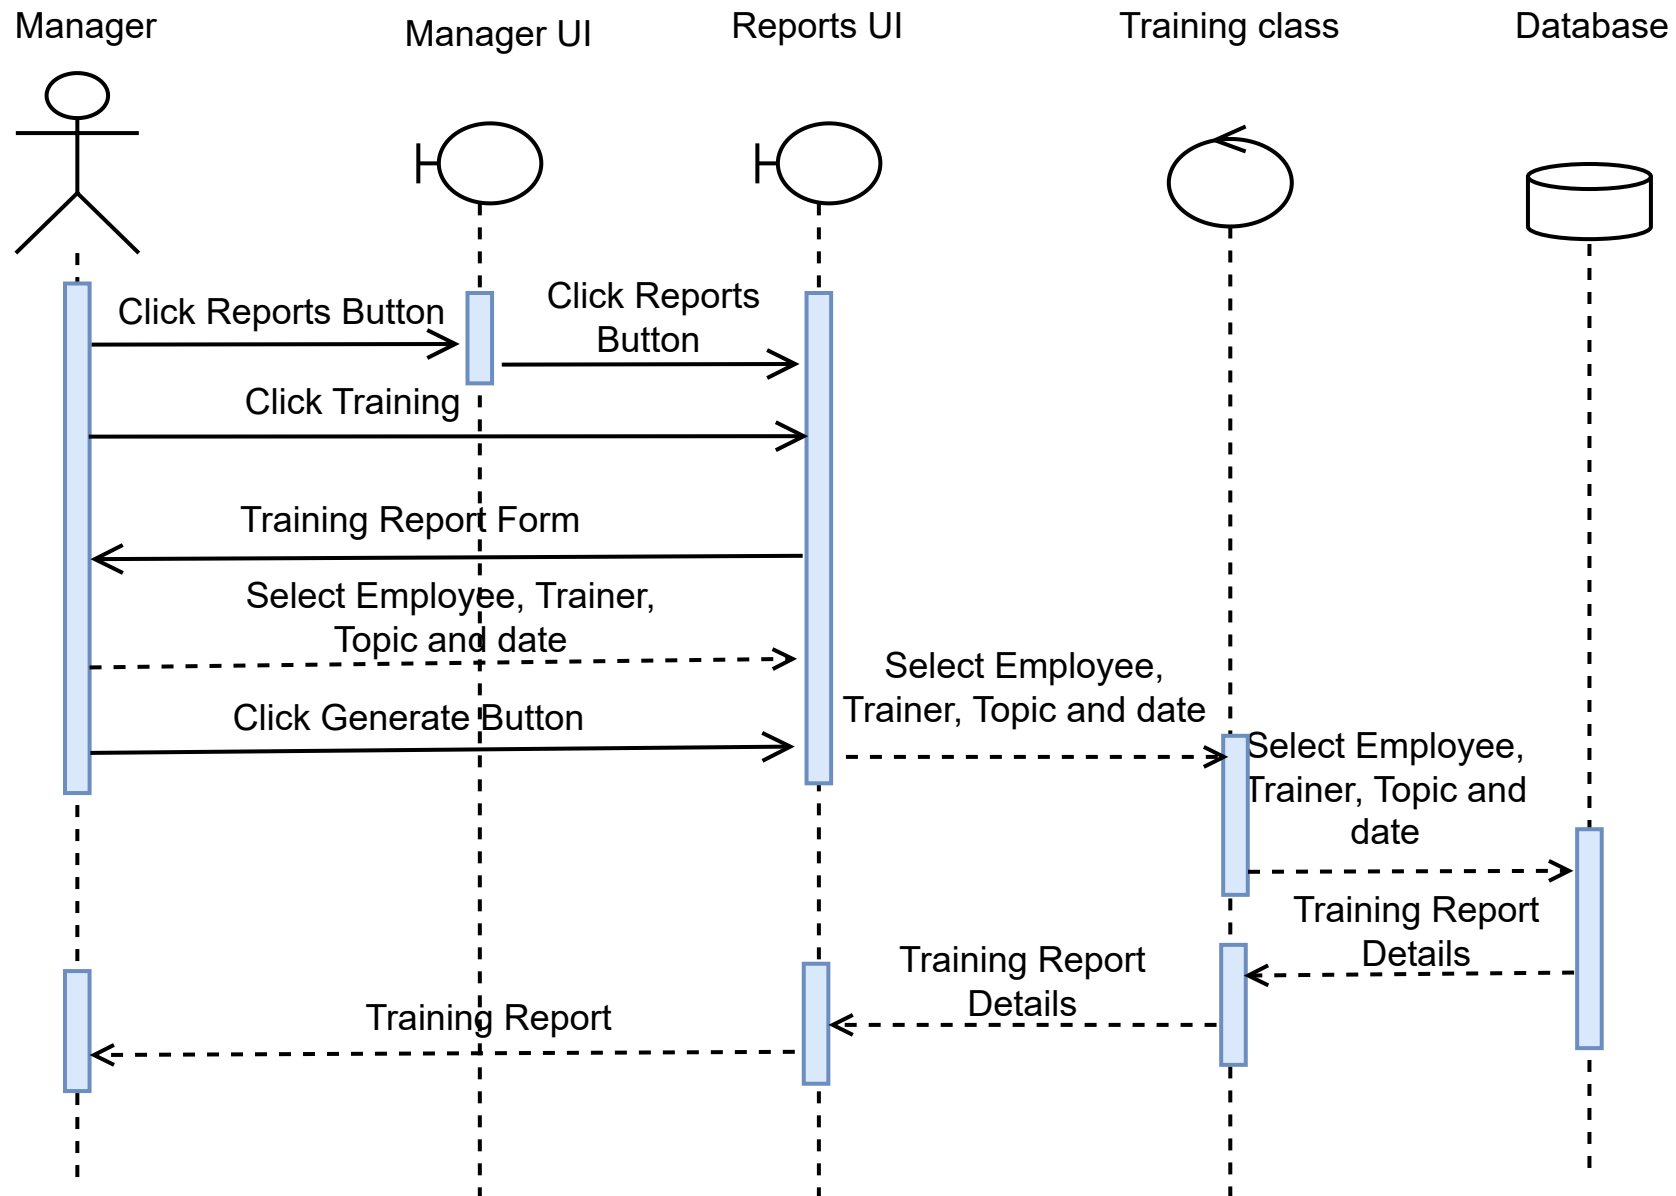 Manager
Manager UI
Reports UI
Training class
Database
Click Reports Button
Click Reports
Button
Click Training
Training Report Form
Select Employee, Trainer,
Topic and date
Click Generate Button
Select Employee,
Trainer, Topic and date
Select Employee,
Trainer, Topic and
date
Training Report
Details
Training Report
Details
Training Report